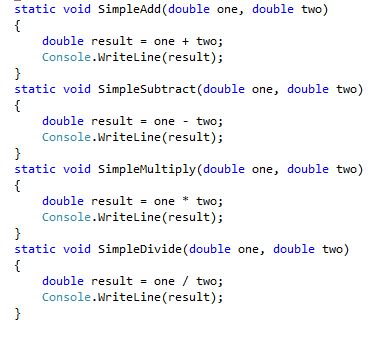 static void SimpleAdd(double one, double two)
{
    double result = one + two;
    Console.WriteLine(result);
}
static void SimpleSubtract(double one, double two)
{
    double result = one - two;
    Console.WriteLine(result);
}
static void SimpleMultiply(double one, double two)
{
    double result = one * two;
    Console.WriteLine(result);
}
static void SimpleDivide(double one, double two)
{
    double result = one / two;
    Console.WriteLine(result);
}